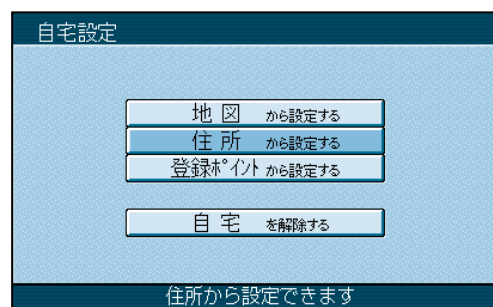 自宅設定
地図 から設定する
住所 から設定する
登録ﾎﾟｲﾝﾄ から設定する
自宅 を解除する
住所から設定できます